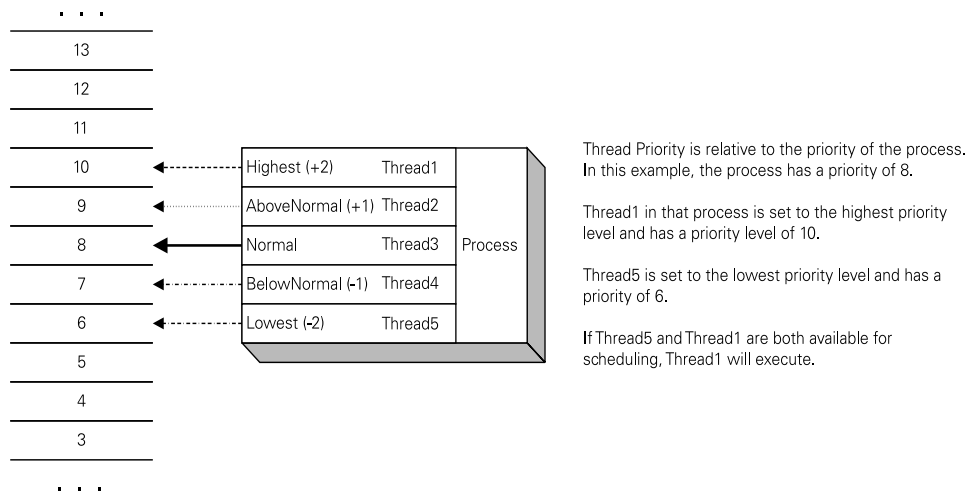 . . .
13
12
11
10
9
8
7
6
5
4
3
. . .
Highest (+2) Thread1
AboveNormal (+1) Thread2
Normal Thread3
BelowNormal (-1) Thread4
Lowest (-2) Thread5
Process
Thread Priority is relative to the priority of the process.
In this example, the process has a priority of 8.
Thread1 in that process is set to the highest priority
level and has a priority level of 10.
Thread5 is set to the lowest priority level and has a
priority of 6.
If Thread5 and Thread1 are both available for
scheduling, Thread1 will execute.